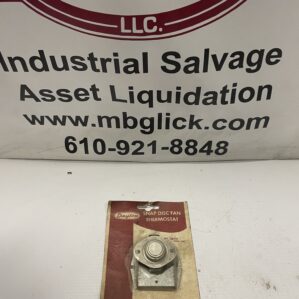 LLC.
Industrial Salvage
Asset Liquidation
www.mbglick.com
610-921-8848
Dayton
SNAP DISC FAN
THERMOSTAT